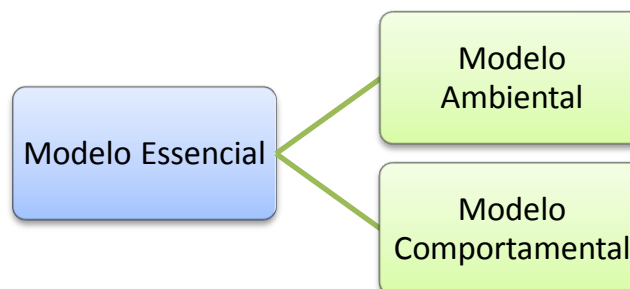 Modelo Essencial
Modelo
Ambiental
Modelo
Comportamental